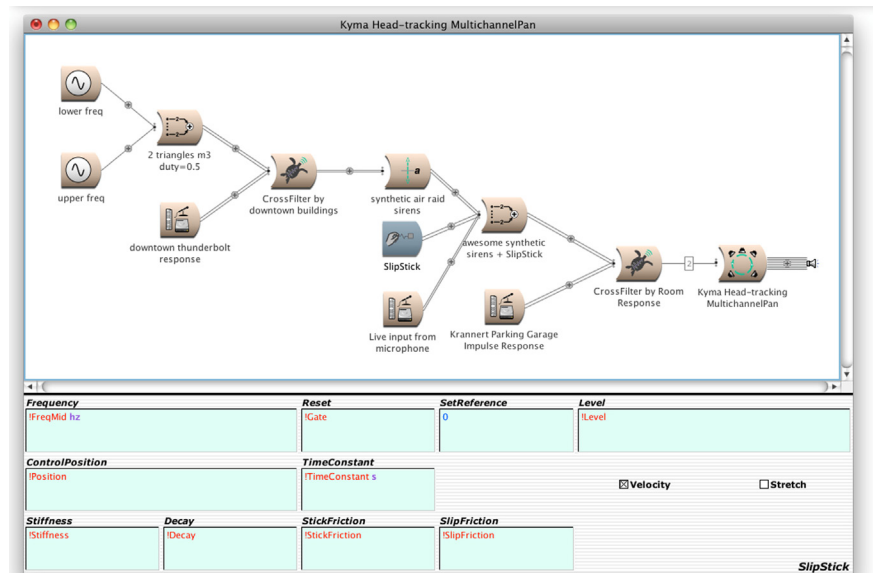 Kyma Head-tracking MultichannelPan
lower freq
2 triangles m3
duty=0.5
upper freq
CrossFilter by
downtown buildings
a
synthetic air raid
sirens
downtown thunderbolt
response
SlipStick
awesome synthetic
sirens + SlipStick
Live input from
microphone
Krannert Parking Garage
Impulse Response
CrossFilter by Room
Response
2
Kyma Head-tracking
MultichannelPan
Frequency
Reset
SetReference
Level
!FreqMid hz
!Gate
0
!Level
ControlPosition
TimeConstant
!Position
!TimeConstant s
Velocity
Stretch
Stiffness
Decay
StickFriction
SlipFriction
!Stiffness
!Decay
!StickFriction
!SlipFriction
SlipStick